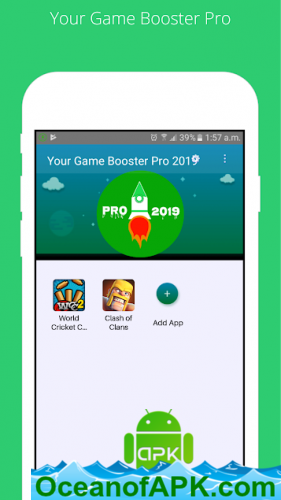 Your Game Booster Pro
39% 1:57 a.m.
Your Game Booster Pro 201
PRO 2019
WCC2
World
Cricket C...
Clash of
Clans
Add App
APK
OceanofAPK.com